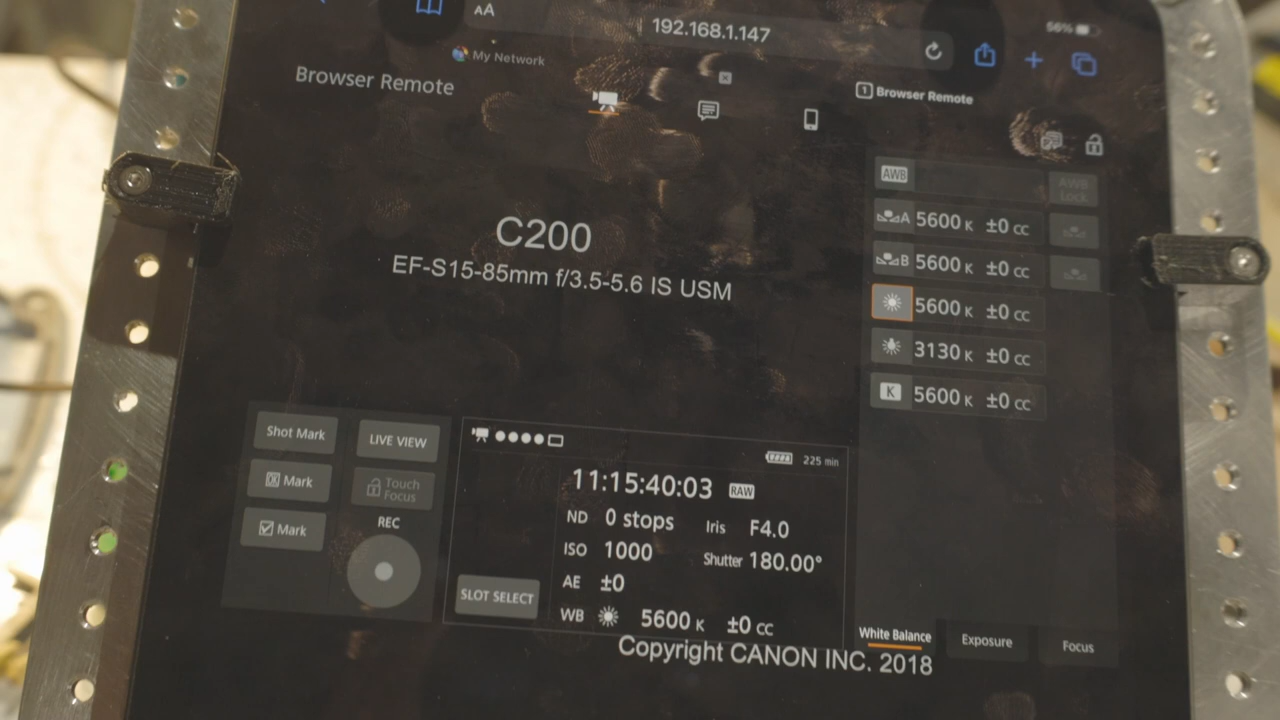 AA
192.168.1.147
56%
My Network
Browser Remote
1 Browser Remote
AWB
AWB Lock
A 5600 K ±0 CC
B 5600 K ±0 CC
5600 K ±0 CC
3130 K ±0 CC
K 5600 K ±0 CC
C200
EF-S15-85mm f/3.5-5.6 IS USM
Shot Mark
LIVE VIEW
OK Mark
Touch Focus
Mark
REC
225 min
11:15:40:03 RAW
ND 0 stops Iris F4.0
ISO 1000 Shutter 180.00°
AE ±0
SLOT SELECT
WB 5600 K ±0 CC
White Balance
Exposure
Focus
Copyright CANON INC. 2018